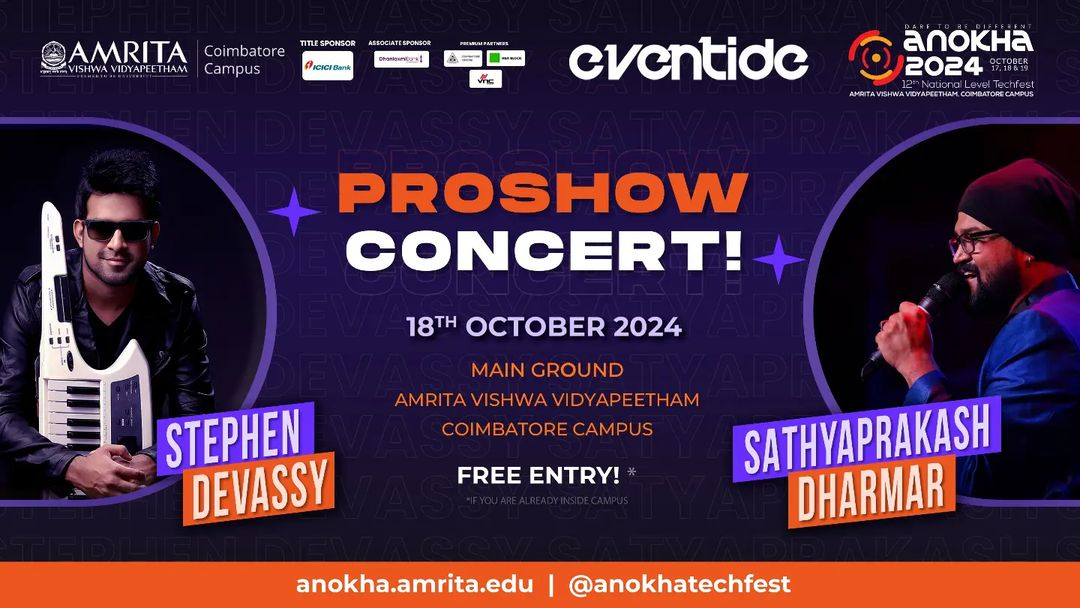 AMRITA
VISHWA VIDYAPEETHAM
Coimbatore
Campus
TITLE SPONSOR
ICICI Bank
ASSOCIATE SPONSOR
Dhanlaxmi Bank
PREMIUM PARTNERS
VNC
eventide
DARE TO BE DIFFERENT
ANOKHA
2024
OCTOBER
17, 18 & 19
12th National Level Techfest
AMRITA VISHWA VIDYAPEETHAM, COIMBATORE CAMPUS
PROSHOW
CONCERT!
18TH OCTOBER 2024
MAIN GROUND
AMRITA VISHWA VIDYAPEETHAM
COIMBATORE CAMPUS
FREE ENTRY! *
*IF YOU ARE ALREADY INSIDE CAMPUS
STEPHEN
DEVASSY
SATHYAPRAKASH
DHARMAR
anokha.amrita.edu | @anokhatechfest